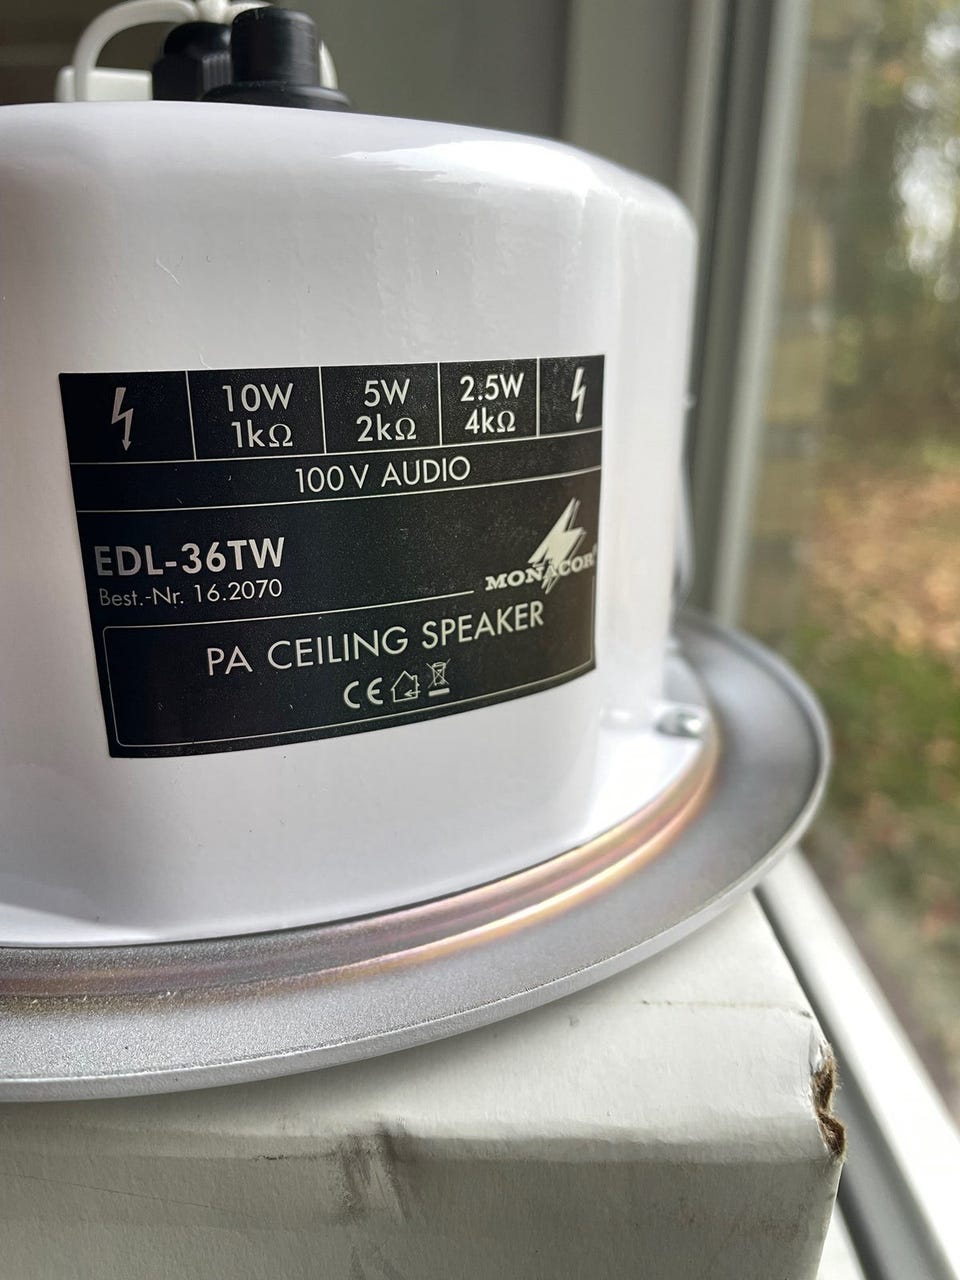 10W 5W 2.5W
1kΩ 2kΩ 4kΩ
100V AUDIO
EDL-36TW
Best.-Nr. 16.2070
MONACOR®
PA CEILING SPEAKER
CE